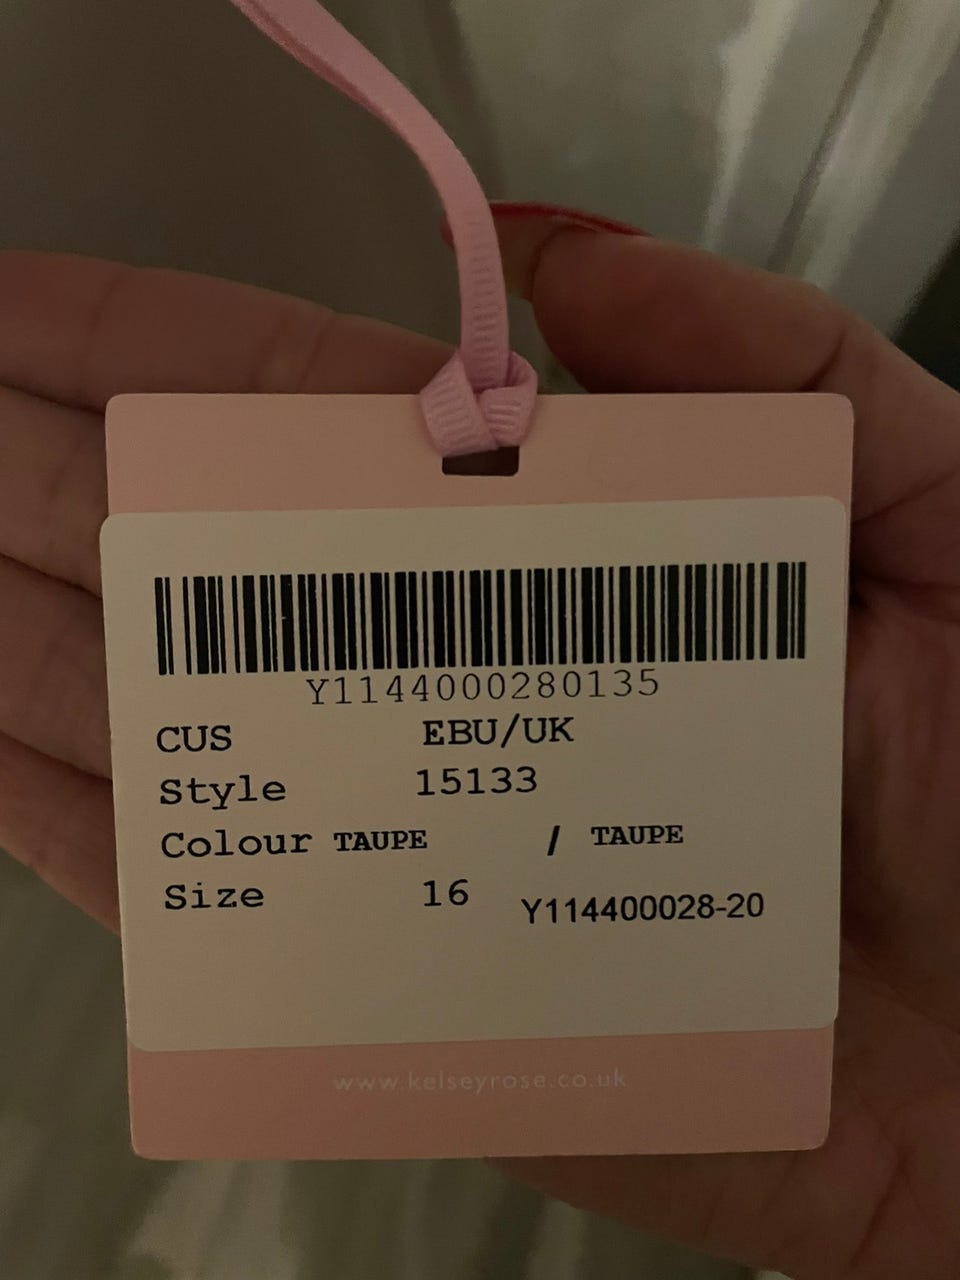 Y1144000280135
CUS EBU/UK
Style 15133
Colour TAUPE / TAUPE
Size 16 Y114400028-20
www.kelseyrose.co.uk